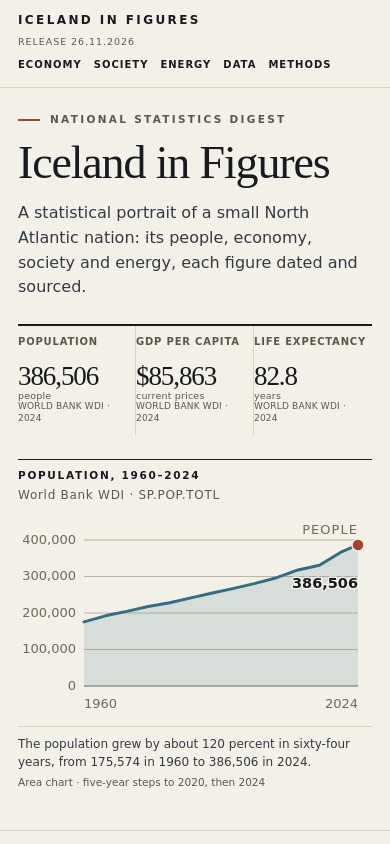 ICELAND IN FIGURES
RELEASE 26.11.2026
ECONOMY SOCIETY ENERGY DATA METHODS
NATIONAL STATISTICS DIGEST
Iceland in Figures
A statistical portrait of a small North
Atlantic nation: its people, economy,
society and energy, each figure dated and
sourced.
POPULATION
386,506
people
WORLD BANK WDI ·
2024
GDP PER CAPITA
$85,863
current prices
WORLD BANK WDI ·
2024
LIFE EXPECTANCY
82.8
years
WORLD BANK WDI ·
2024
POPULATION, 1960–2024
World Bank WDI · SP.POP.TOTL
PEOPLE
400,000
300,000
386,506
200,000
100,000
0
1960 2024
The population grew by about 120 percent in sixty-four
years, from 175,574 in 1960 to 386,506 in 2024.
Area chart · five-year steps to 2020, then 2024